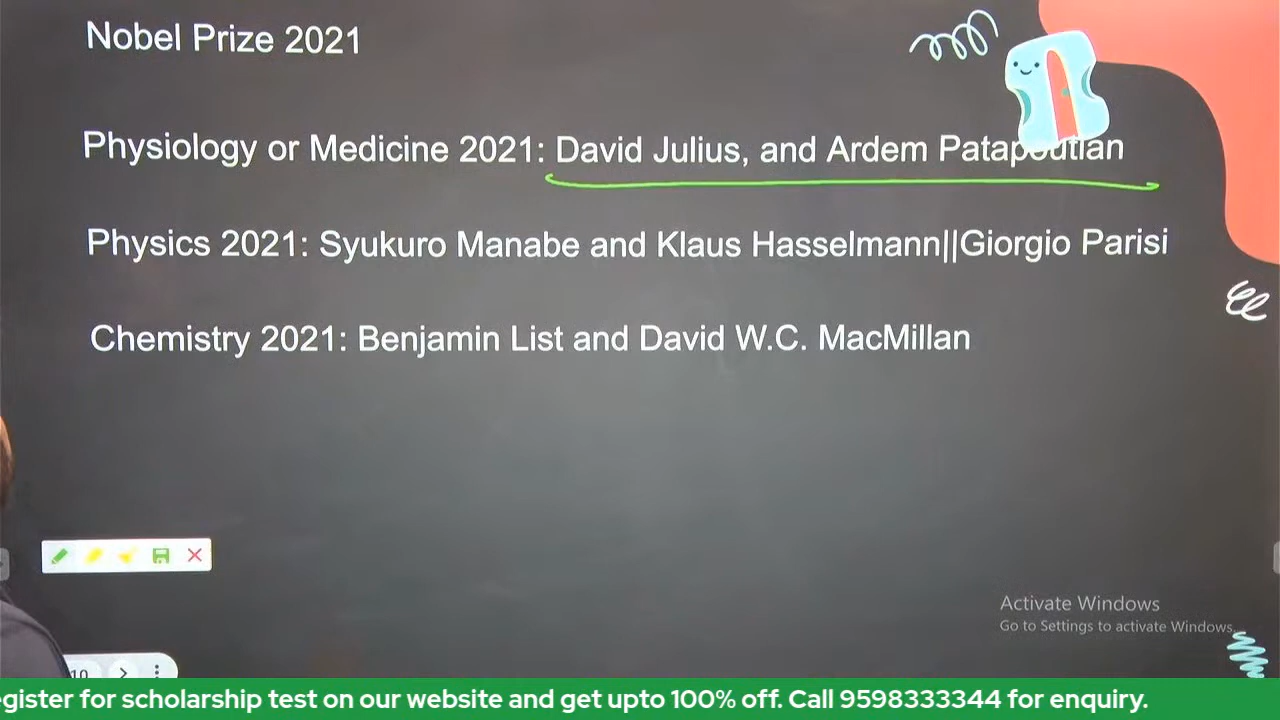 Nobel Prize 2021
Physiology or Medicine 2021: David Julius, and Ardem Patapoutian
Physics 2021: Syukuro Manabe and Klaus Hasselmann||Giorgio Parisi
Chemistry 2021: Benjamin List and David W.C. MacMillan
Activate Windows
Go to Settings to activate Windows.
10
egister for scholarship test on our website and get upto 100% off. Call 9598333344 for enquiry.